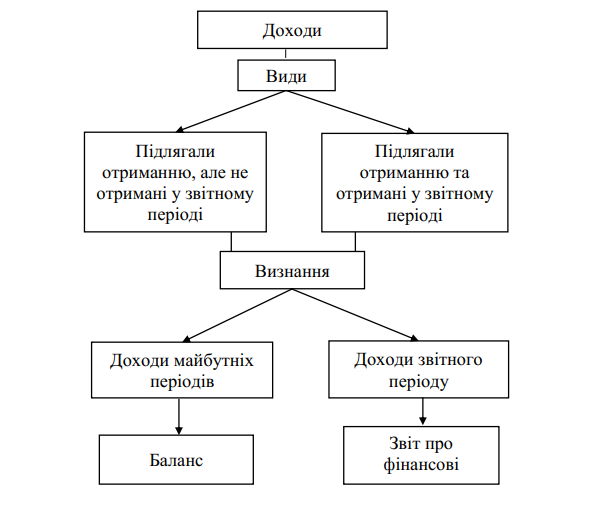 Доходи
Види
Підлягали
отриманню, але не
отримані у звітному
періоді
Підлягали
отриманню та
отримані у звітному
періоді
Визнання
Доходи майбутніх
періодів
Доходи звітного
періоду
Баланс
Звіт про
фінансові